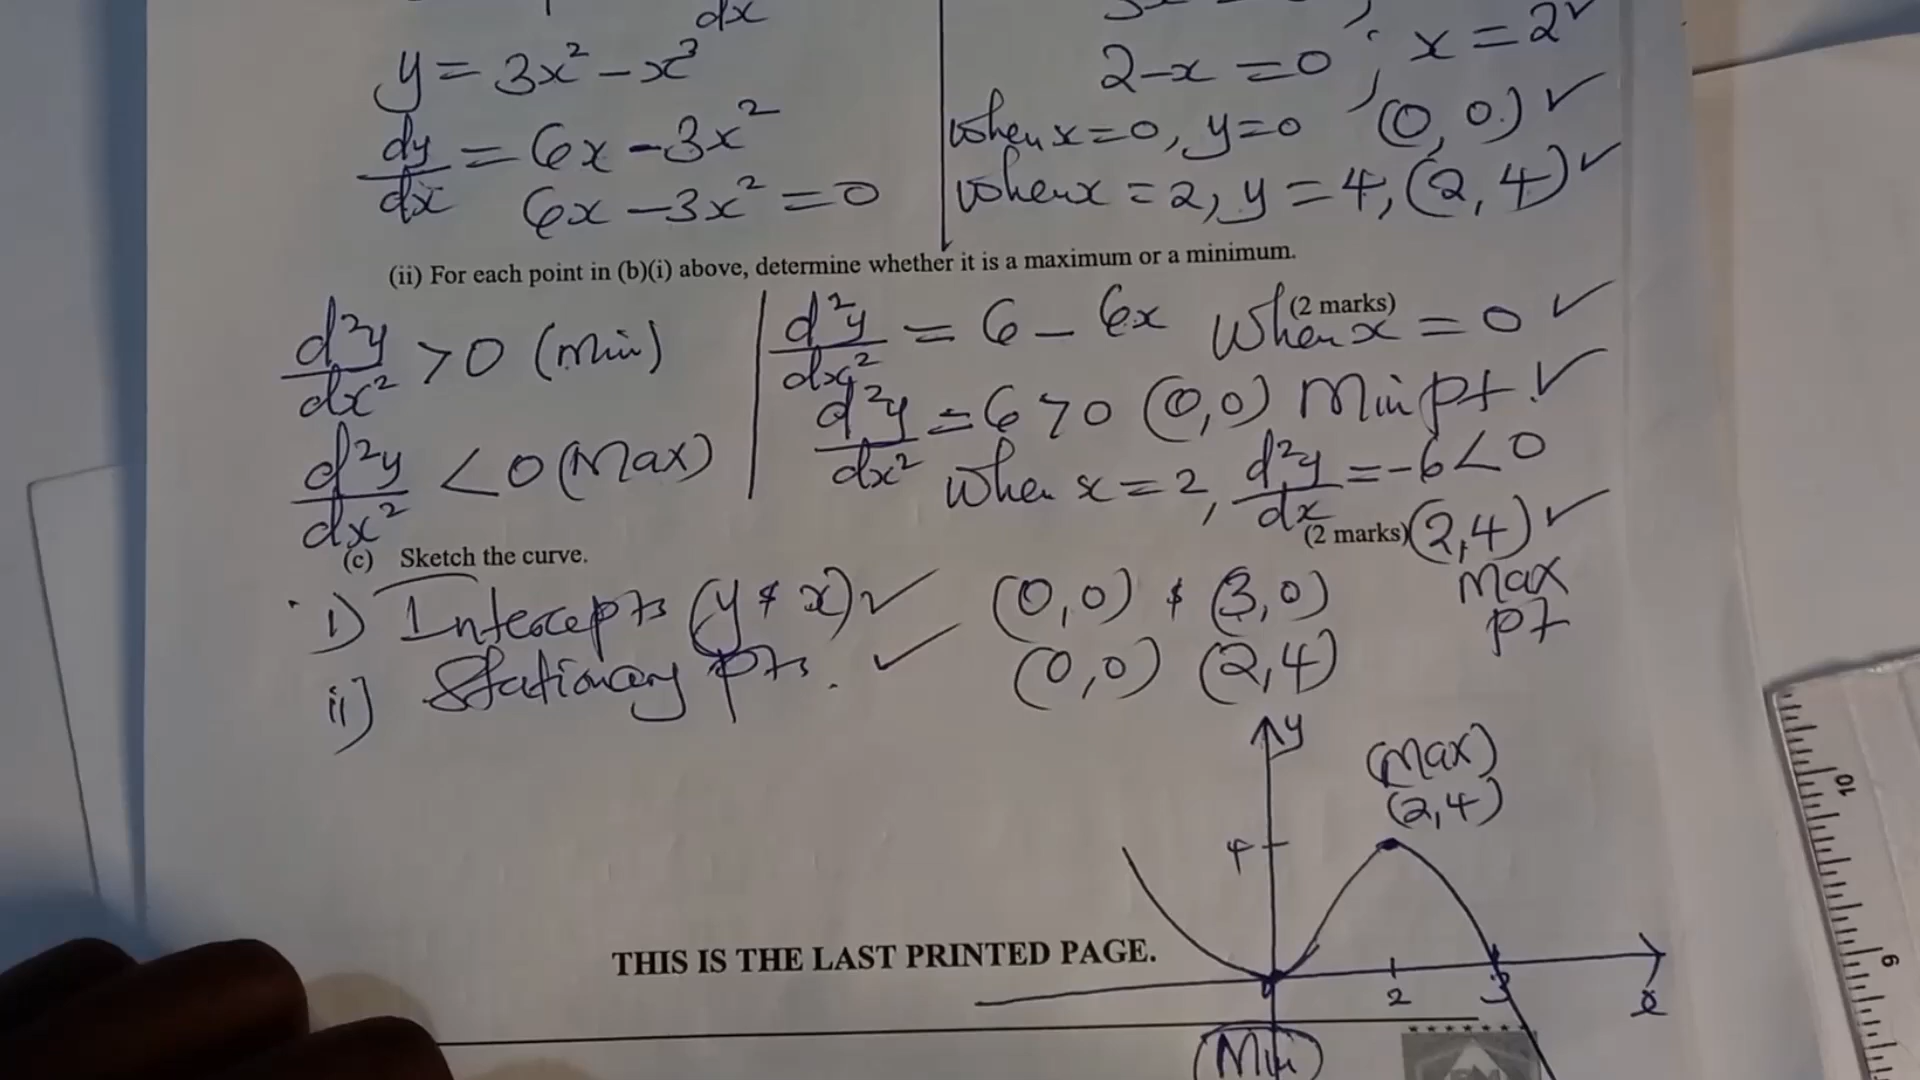 dx
y = 3x² – x³
dy/dx = 6x – 3x²
6x – 3x² = 0
2–x = 0 ; x = 2✓
when x = 0, y = 0 (0, 0) ✓
when x = 2, y = 4, (2, 4) ✓
(ii) For each point in (b)(i) above, determine whether it is a maximum or a minimum.
(2 marks)
d²y/dx² > 0 (Min)
d²y/dx² < 0 (Max)
d²y/dx² = 6 – 6x When x = 0 ✓
d²y/dx² = 6 > 0 (0,0) Min pt ✓
When x = 2, d²y/dx = -6 < 0
(2,4) ✓
Max
pt
(c) Sketch the curve.
(2 marks)
i) Intercepts (y & x) ✓ (0,0) & (3,0)
ii) Stationary pts. ✓ (0,0) (2,4)
y
(Max)
(2,4)
4
2
3
x
(Min)
THIS IS THE LAST PRINTED PAGE.
10
9